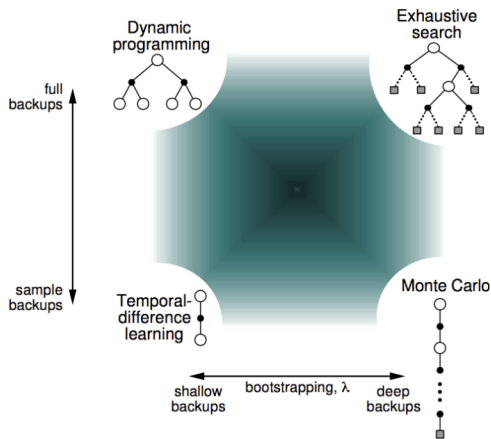 Dynamic
programming
Exhaustive
search
full
backups
sample
backups
Temporal-
difference
learning
Monte Carlo
bootstrapping, λ
shallow
backups
deep
backups